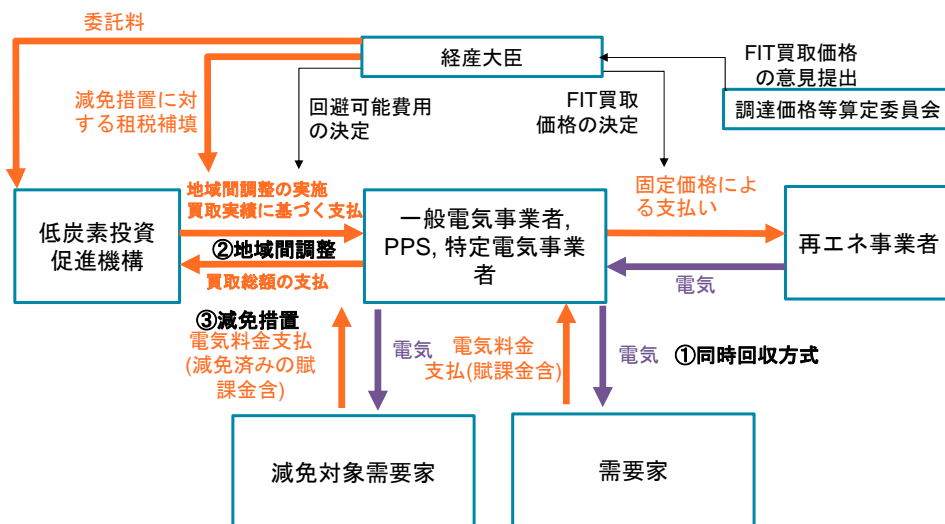 委託料
経産大臣
FIT買取価格
の意見提出
調達価格等算定委員会
減免措置に対
する租税補填
回避可能費用
の決定
FIT買取
価格の決定
地域間調整の実施
買取実績に基づく支払
固定価格によ
る支払い
低炭素投資
促進機構
②地域間調整
買取総額の支払
一般電気事業者,
PPS, 特定電気事業
者
電気
再エネ事業者
③減免措置
電気料金支払
(減免済みの賦
課金含)
電気
電気料金
支払(賦課金含)
電気
①同時回収方式
減免対象需要家
需要家